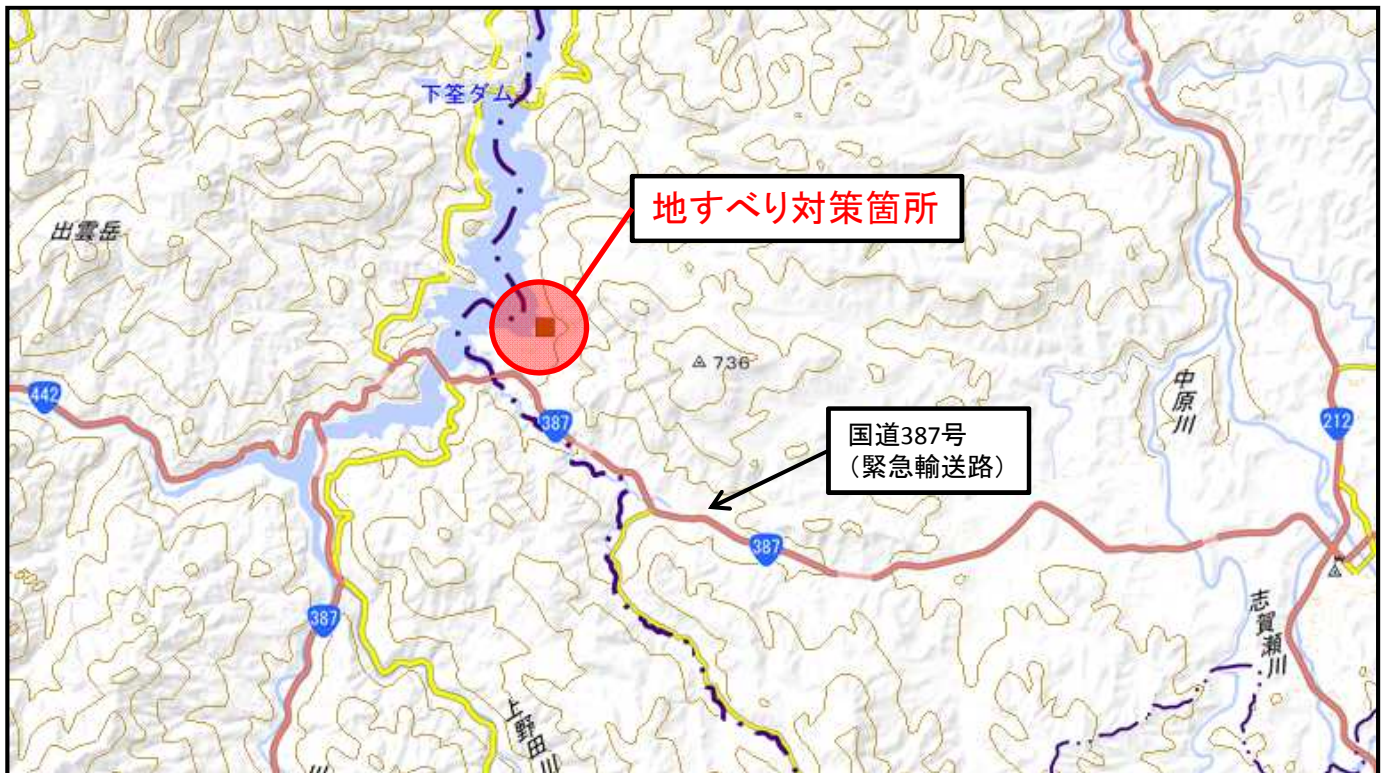 下筌ダム
出雲岳
地すべり対策箇所
736
442
中原川
387
国道387号
（緊急輸送路）
212
387
387
志賀瀬川
上野田川
川